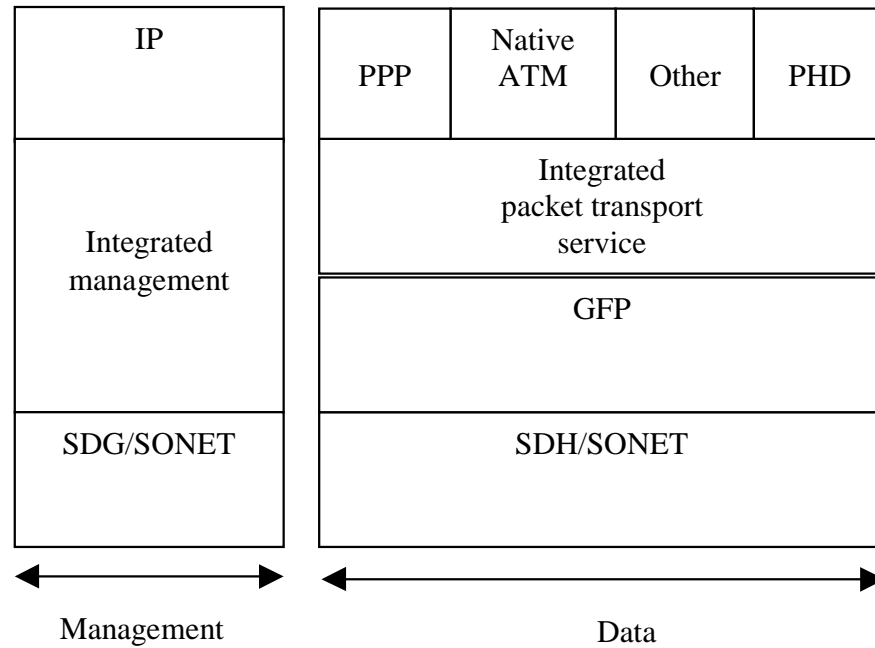 IP
Integrated
management
SDG/SONET
Management
PPP
Native
ATM
Other
PHD
Integrated
packet transport
service
GFP
SDH/SONET
Data